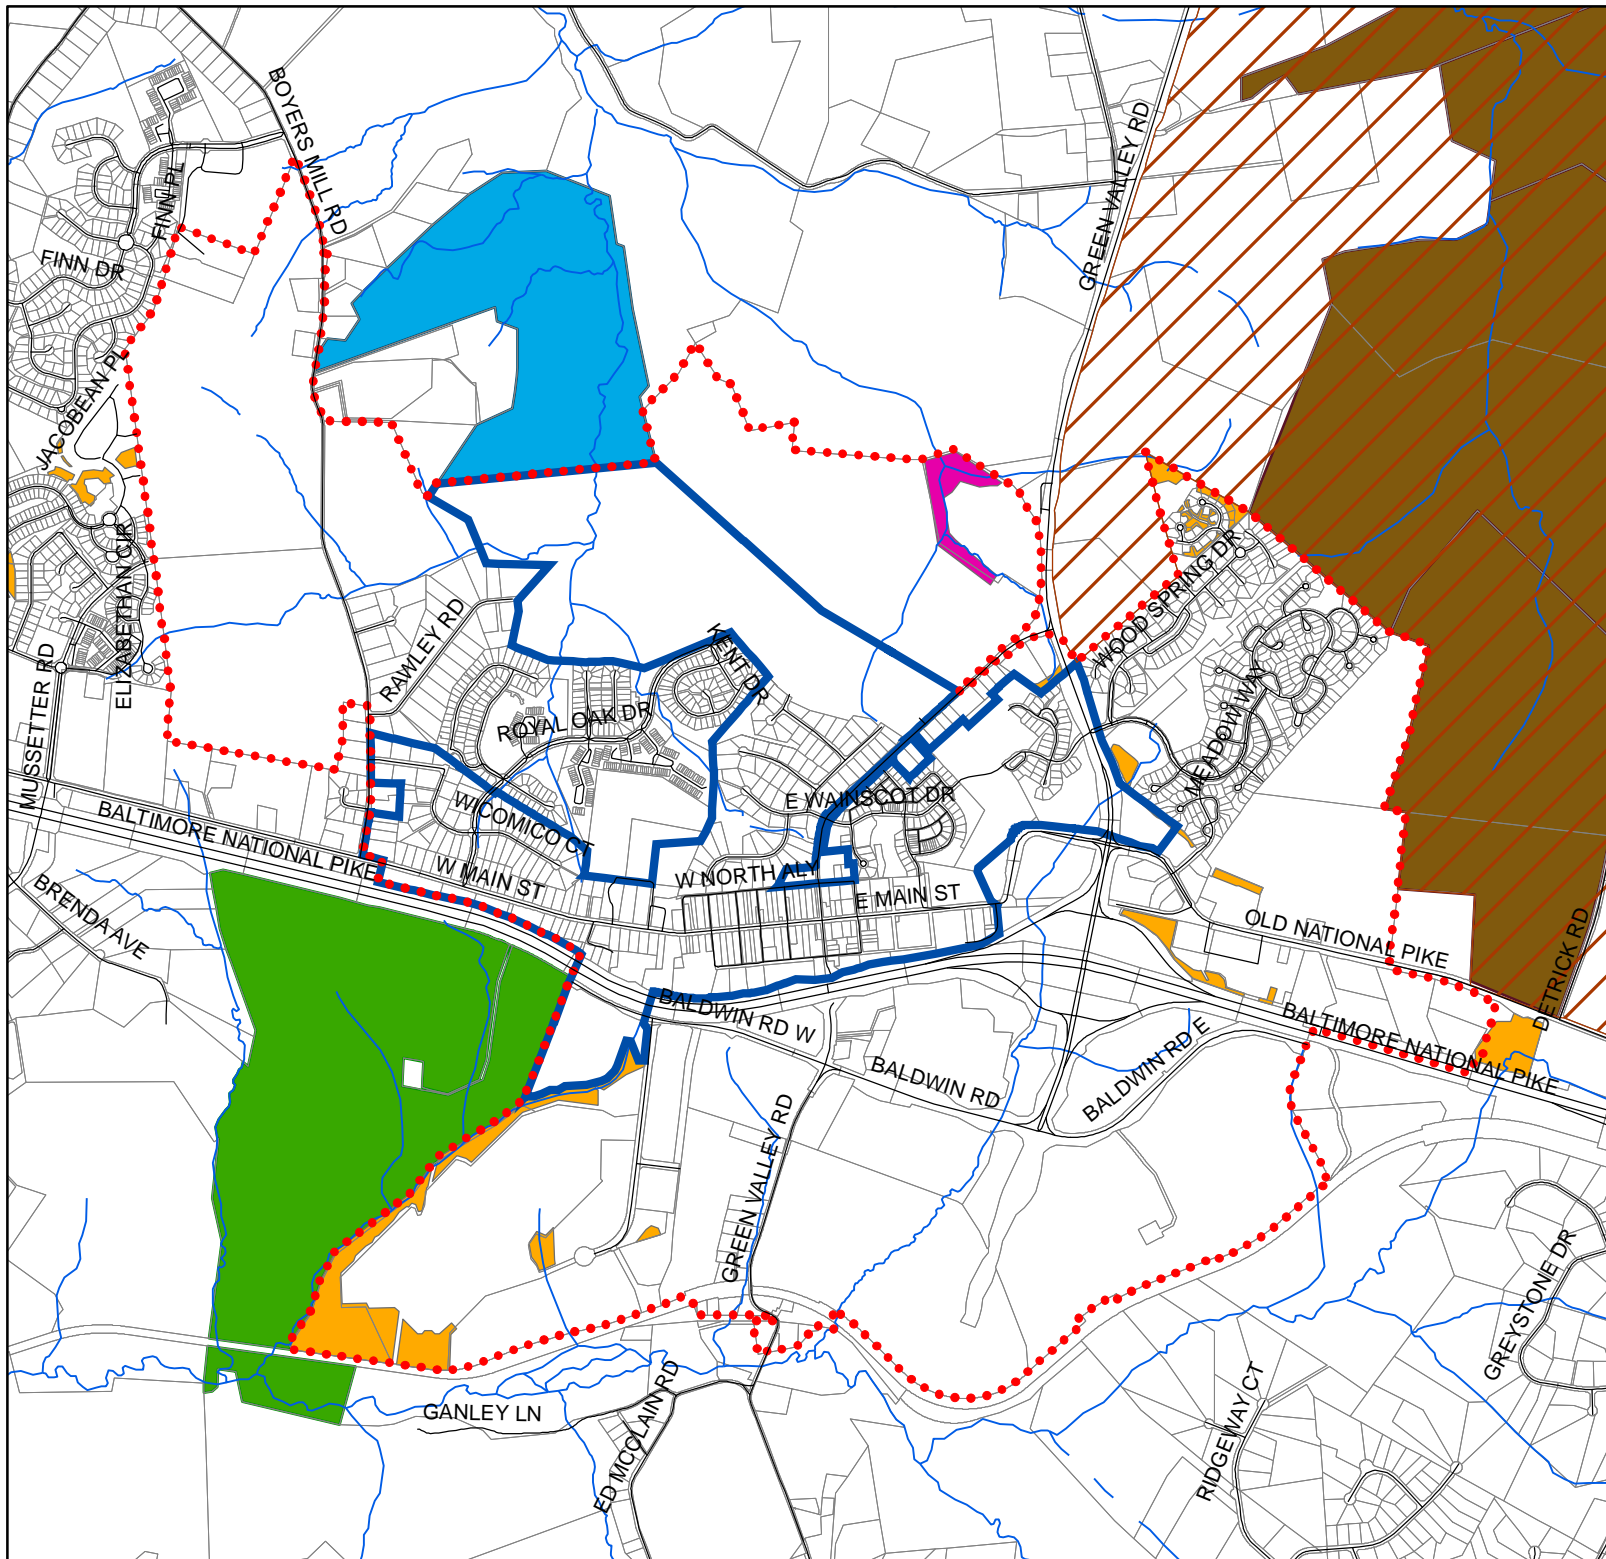 BOYERS MILL RD
GREEN VALLEY RD
FINN PL
FINN DR
JACOBEAN PL
ELIZABETHAN CIR
WOOD SPRING DR
RAWLEY RD
KENT DR
MUSSETTER RD
ROYAL OAK DR
MEADOW WAY
E WAINSCOT DR
WICOMICO CT
BALTIMORE NATIONAL PIKE
W MAIN ST
W NORTH ALY
E MAIN ST
BRENDA AVE
OLD NATIONAL PIKE
DETRICK RD
BALDWIN RD W
BALTIMORE NATIONAL PIKE
BALDWIN RD E
BALDWIN RD
GREEN VALLEY RD
GREYSTONE DR
GANLEY LN
ED MCCLAIN RD
RIDGEWAY CT